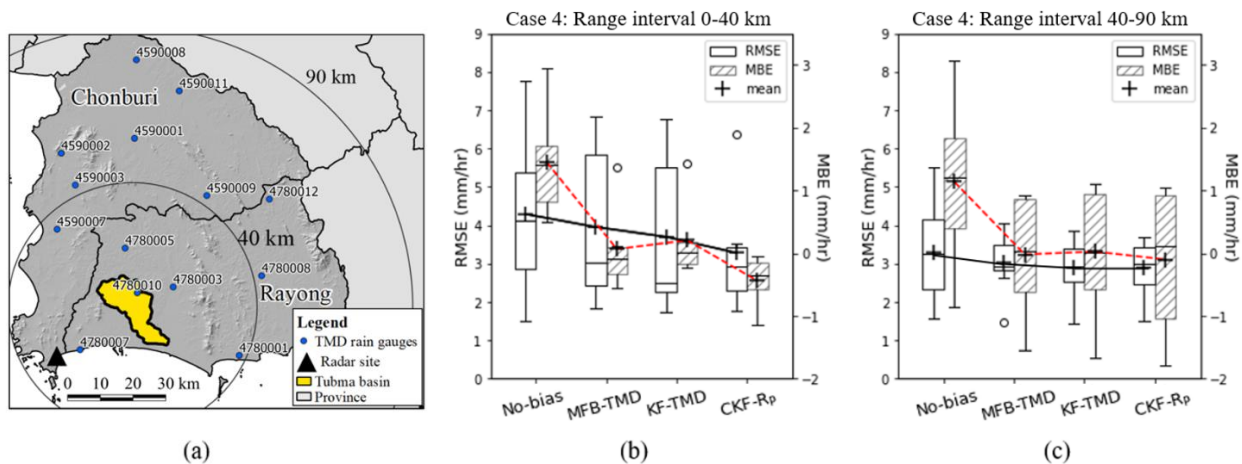 4590008
4590011
90 km
Chonburi
4590001
4590002
4590003
4590009
4780012
4590007
40 km
4780005
4780008
4780010
4780003
Rayong
4780007
4780001
Legend
TMD rain gauges
Radar site
Tubma basin
Province
0 10 20 30 km
(a)
Case 4: Range interval 0-40 km
RMSE
MBE
mean
RMSE (mm/hr)
9
8
7
6
5
4
3
2
1
0
3
2
1
0
−1
−2
MBE (mm/hr)
No-bias MFB-TMD KF-TMD CKF-RP
(b)
Case 4: Range interval 40-90 km
RMSE
MBE
mean
RMSE (mm/hr)
9
8
7
6
5
4
3
2
1
0
3
2
1
0
−1
−2
MBE (mm/hr)
No-bias MFB-TMD KF-TMD CKF-RP
(c)